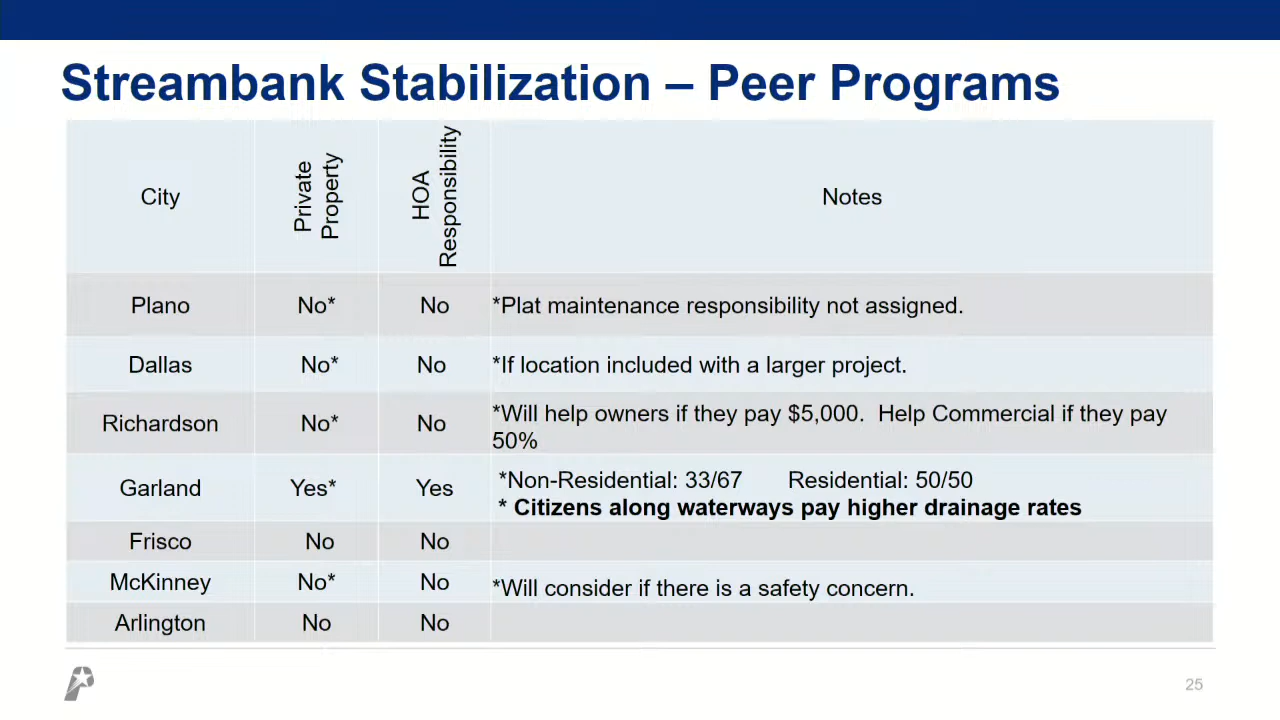 Streambank Stabilization – Peer Programs
City
Private
Property
HOA
Responsibility
Notes
Plano No* No *Plat maintenance responsibility not assigned.
Dallas No* No *If location included with a larger project.
Richardson No* No *Will help owners if they pay $5,000.  Help Commercial if they pay
50%
Garland Yes* Yes *Non-Residential: 33/67 Residential: 50/50
* Citizens along waterways pay higher drainage rates
Frisco No No
McKinney No* No *Will consider if there is a safety concern.
Arlington No No
25